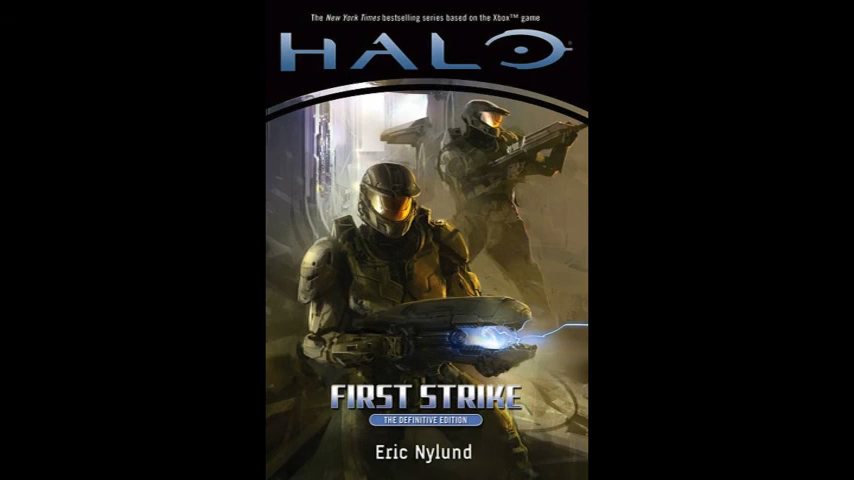 The New York Times bestselling series based on the Xbox™ game
HALO
FIRST STRIKE
THE DEFINITIVE EDITION
Eric Nylund